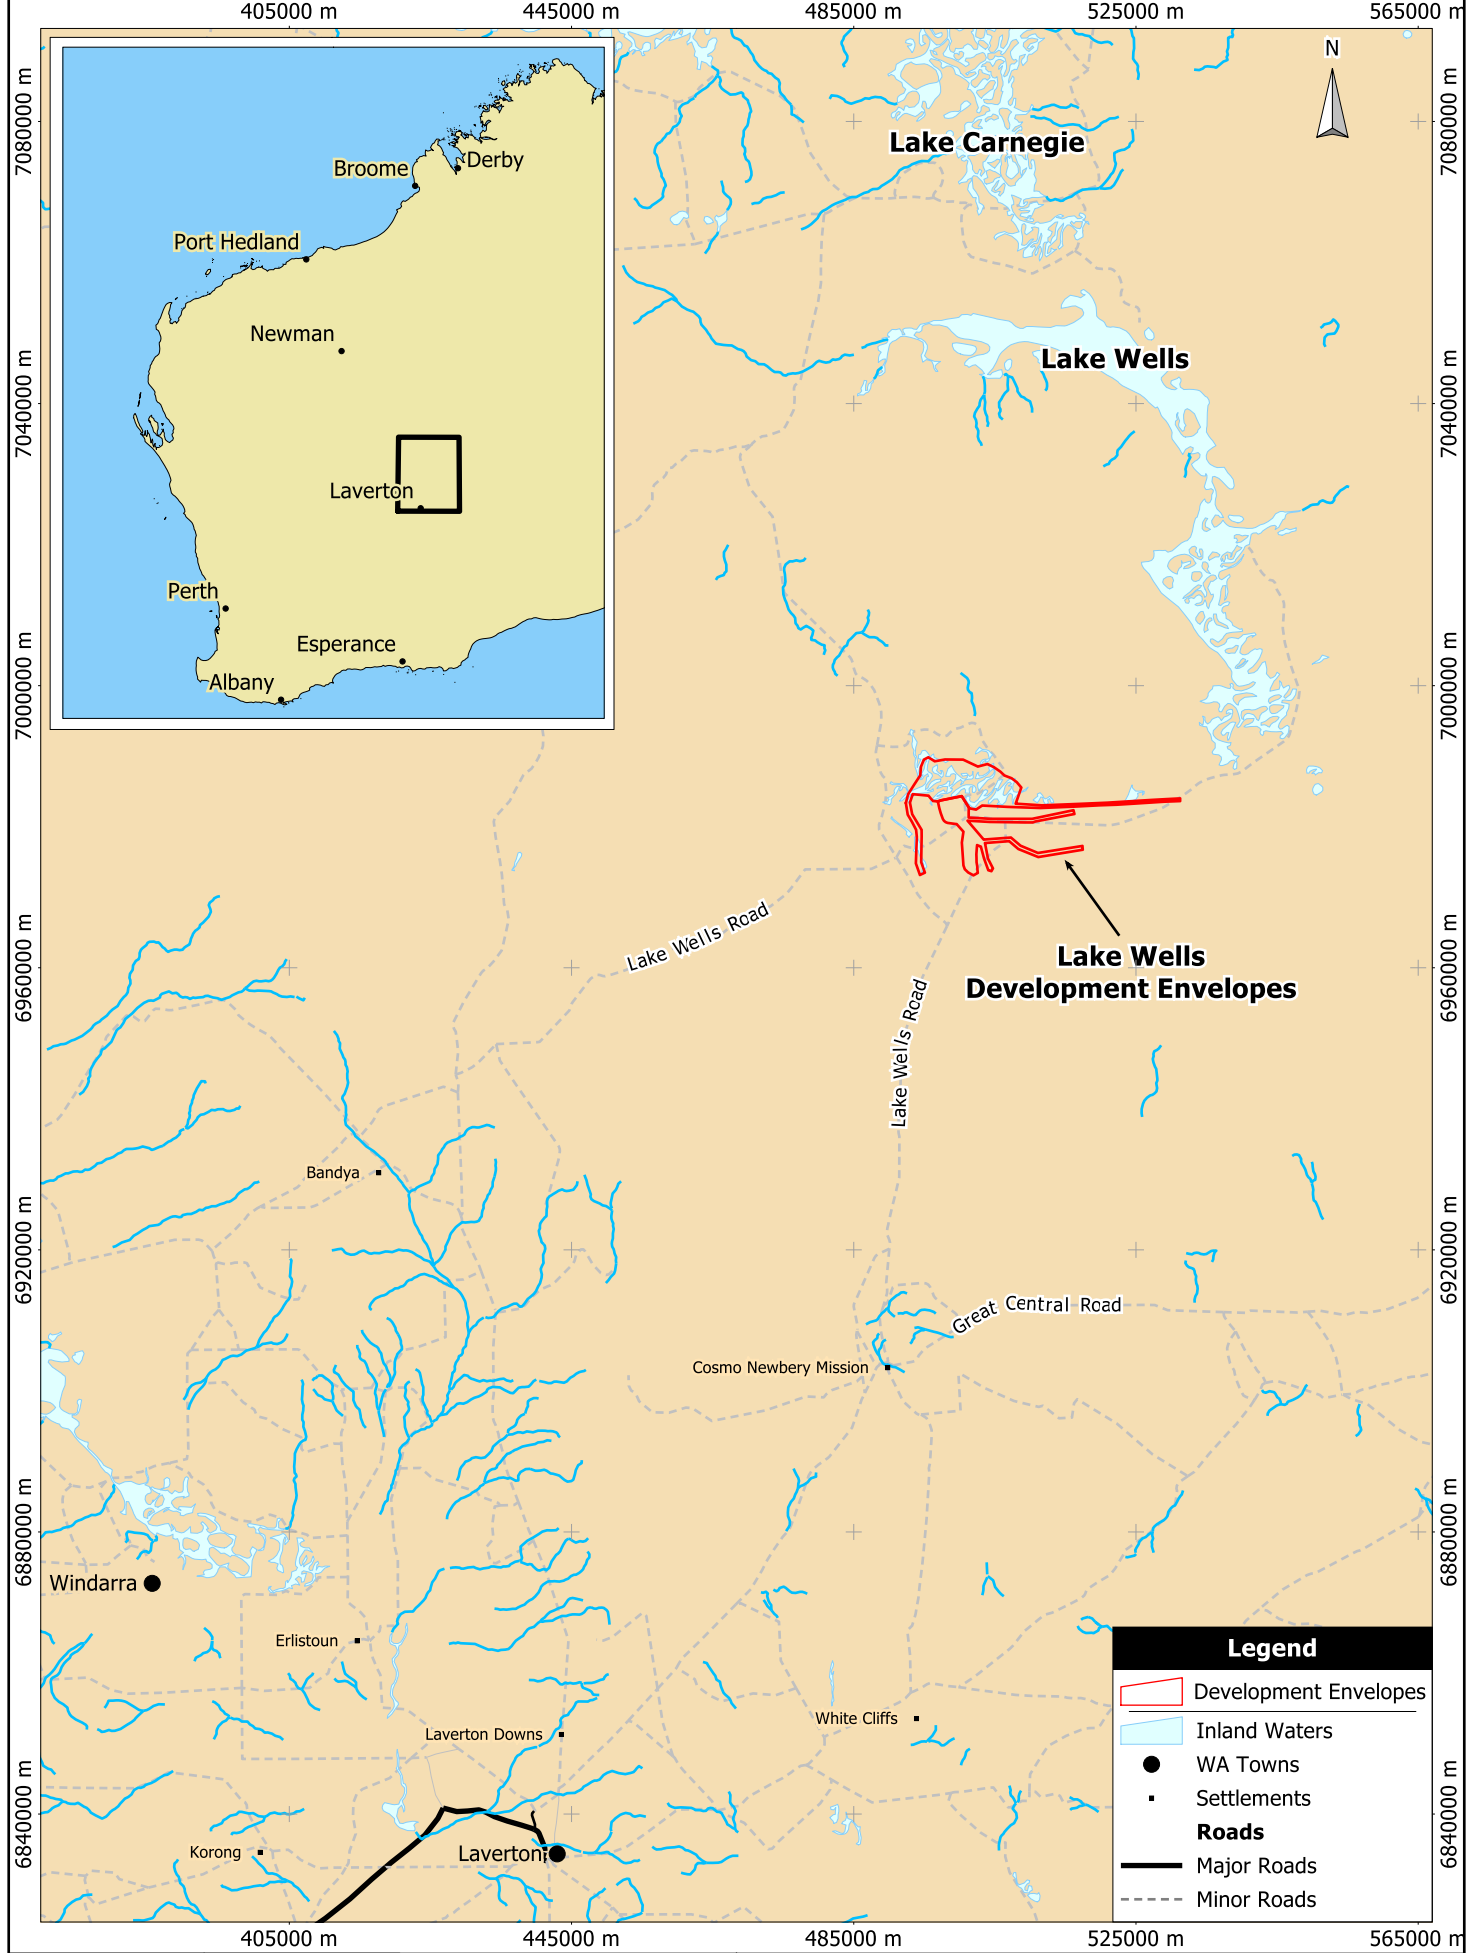 405000 m
445000 m
485000 m
525000 m
565000 m
N
7080000 m
7080000 m
Lake Carnegie
Broome
Derby
Port Hedland
Newman
Laverton
Perth
Esperance
Albany
Lake Wells
7040000 m
7040000 m
7000000 m
7000000 m
Lake Wells Road
Lake Wells
Development Envelopes
6960000 m
6960000 m
Lake Wells Road
Bandya
6920000 m
6920000 m
Great Central Road
Cosmo Newbery Mission
6880000 m
6880000 m
Windarra
Erlistoun
White Cliffs
Laverton Downs
6840000 m
6840000 m
Korong
Laverton
Legend
Development Envelopes
Inland Waters
WA Towns
Settlements
Roads
Major Roads
Minor Roads
405000 m
445000 m
485000 m
525000 m
565000 m